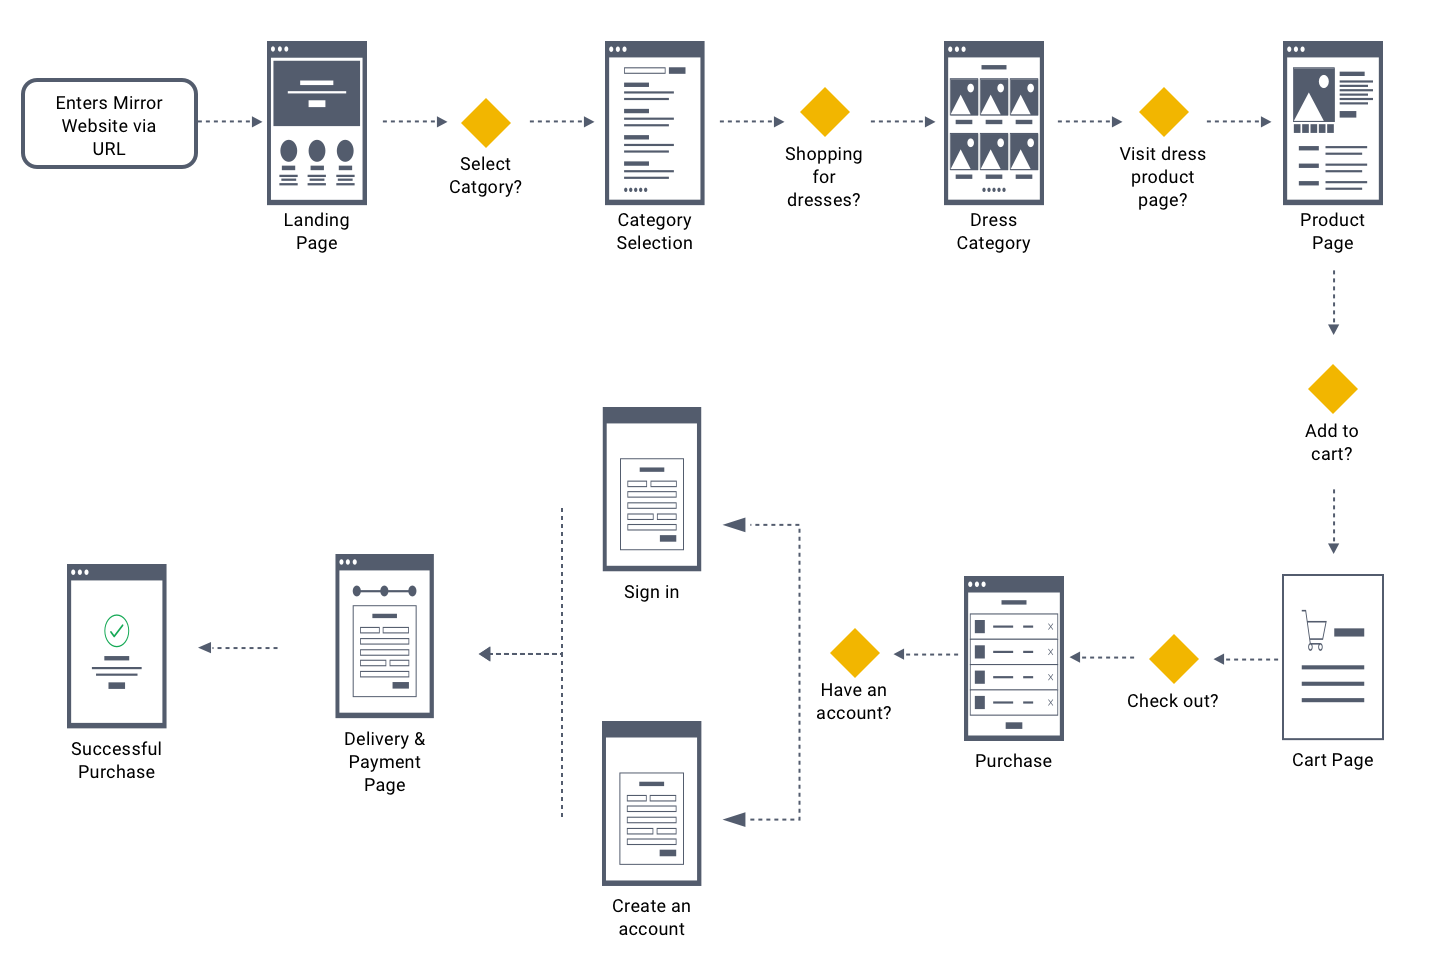 Enters Mirror
Website via
URL
Landing
Page
Select
Catgory?
Category
Selection
Shopping
for
dresses?
Dress
Category
Visit dress
product
page?
Product
Page
Add to
cart?
Cart Page
Check out?
Purchase
Have an
account?
Sign in
Create an
account
Delivery &
Payment
Page
Successful
Purchase